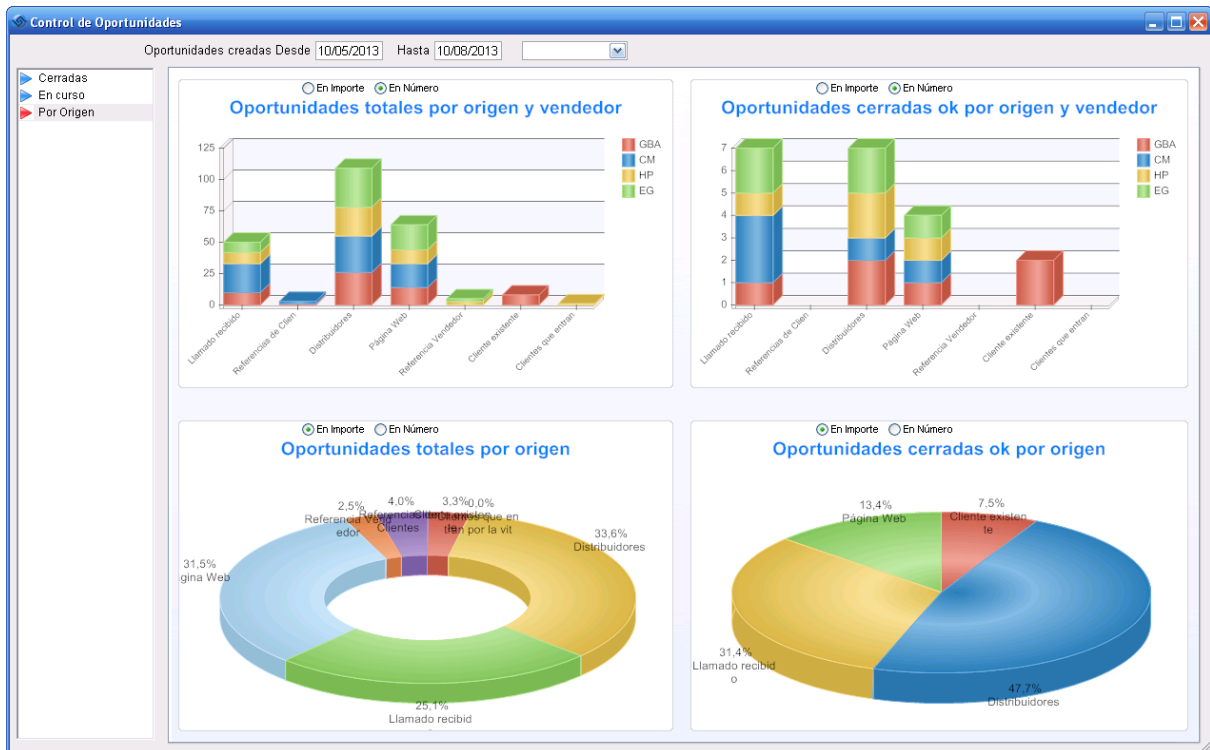 Control de Oportunidades
Oportunidades creadas Desde 10/05/2013 Hasta 10/08/2013
Cerradas
En curso
Por Origen
En Importe En Número
Oportunidades totales por origen y vendedor
125
100
75
50
25
0
Llamado recibido
Referencias de Clien
Distribuidores
Página Web
Referencia Vendedor
Cliente existente
Clientes que entran
GBA
CM
HP
EG
En Importe En Número
Oportunidades cerradas ok por origen y vendedor
7
6
5
4
3
2
1
0
Llamado recibido
Referencias de Clien
Distribuidores
Página Web
Referencia Vendedor
Cliente existente
Clientes que entran
GBA
CM
HP
EG
En Importe En Número
Oportunidades totales por origen
2,5%
Referencia Vend
edor
4,0%
Referencias
Clientes
3,3%
0,0%
33,6%
Distribuidores
31,5%
gina Web
25,1%
Llamado recibid
En Importe En Número
Oportunidades cerradas ok por origen
13,4%
Página Web
7,5%
Cliente existen
te
31,4%
Llamado recibid
o
47,7%
Distribuidores